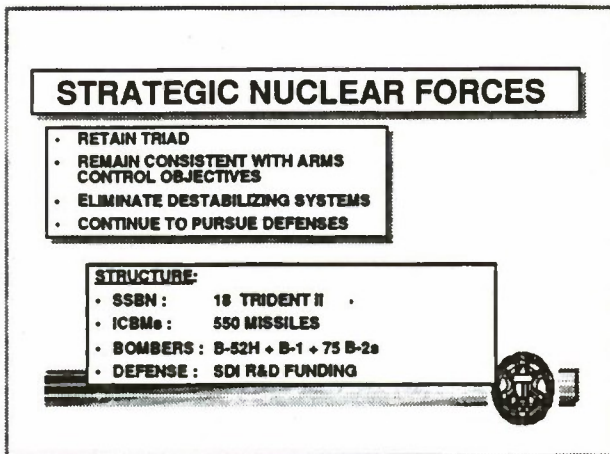 STRATEGIC NUCLEAR FORCES
• RETAIN TRIAD
• REMAIN CONSISTENT WITH ARMS
CONTROL OBJECTIVES
• ELIMINATE DESTABILIZING SYSTEMS
• CONTINUE TO PURSUE DEFENSES
STRUCTURE:
• SSBN : 18 TRIDENT II
• ICBMs : 550 MISSILES
• BOMBERS : B-52H + B-1 + 75 B-2s
• DEFENSE : SDI R&D FUNDING